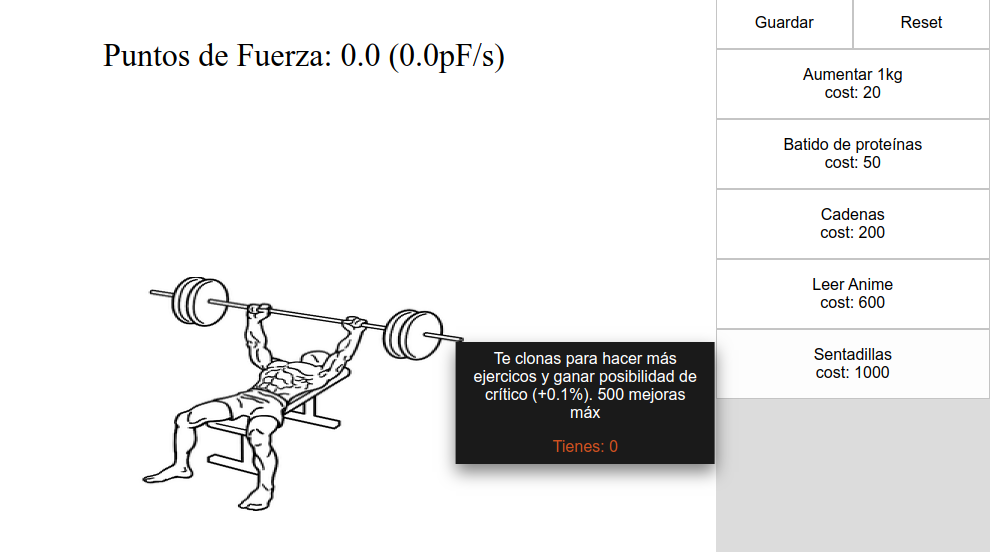 Puntos de Fuerza: 0.0 (0.0pF/s)
Guardar
Reset
Aumentar 1kg
cost: 20
Batido de proteínas
cost: 50
Cadenas
cost: 200
Leer Anime
cost: 600
Sentadillas
cost: 1000
Te clonas para hacer más
ejercicos y ganar posibilidad de
crítico (+0.1%). 500 mejoras
máx
Tienes: 0